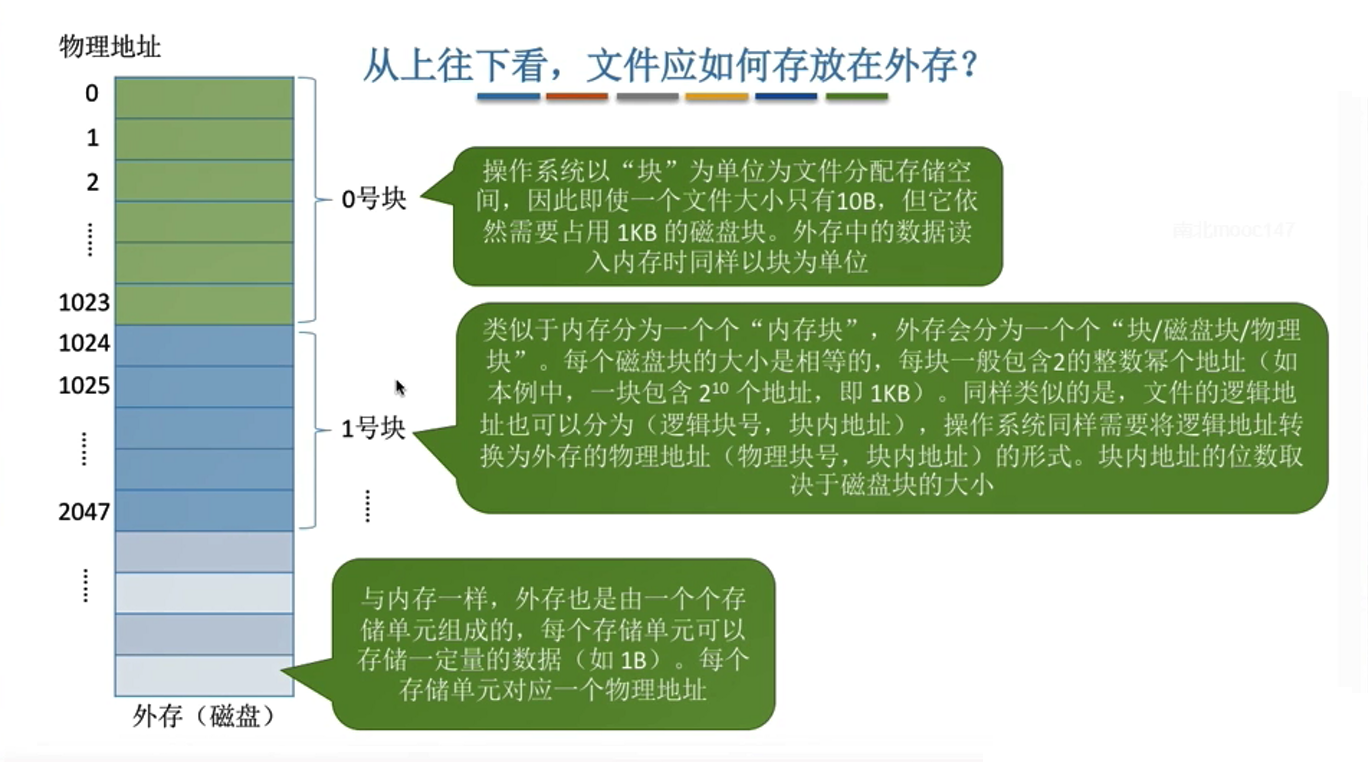 物理地址
从上往下看，文件应如何存放在外存？
0
1
2
……
1023
1024
1025
……
2047
……
外存（磁盘）
0号块
1号块
……
操作系统以“块”为单位为文件分配存储空
间，因此即使一个文件大小只有10B，但它依
然需要占用 1KB 的磁盘块。外存中的数据读
入内存时同样以块为单位
南北mooc147
类似于内存分为一个个“内存块”，外存会分为一个个“块/磁盘块/物理
块”。每个磁盘块的大小是相等的，每块一般包含2的整数幂个地址（如
本例中，一块包含 2¹⁰ 个地址，即 1KB）。同样类似的是，文件的逻辑地
址也可以分为（逻辑块号，块内地址），操作系统同样需要将逻辑地址转
换为外存的物理地址（物理块号，块内地址）的形式。块内地址的位数取
决于磁盘块的大小
与内存一样，外存也是由一个个存
储单元组成的，每个存储单元可以
存储一定量的数据（如 1B）。每个
存储单元对应一个物理地址